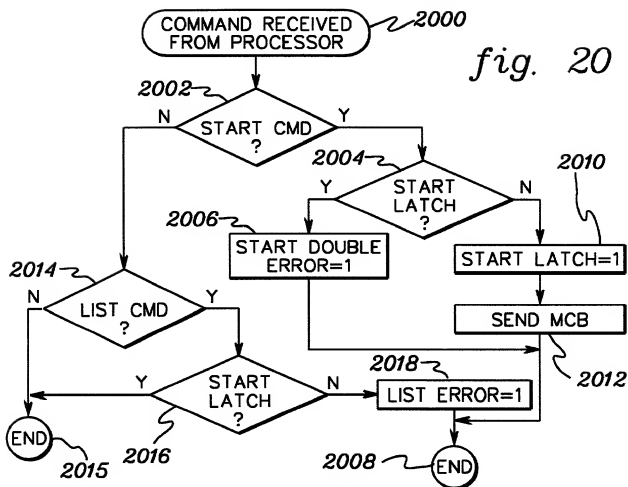 COMMAND RECEIVED
FROM PROCESSOR
2000
fig. 20
2002
N
Y
START CMD
?
2004
Y
START
LATCH
?
N
2010
2006
START DOUBLE
ERROR=1
START LATCH=1
2014
N
LIST CMD
?
Y
SEND MCB
2012
2018
Y
START
LATCH
?
N
LIST ERROR=1
2016
END
2015
2008
END